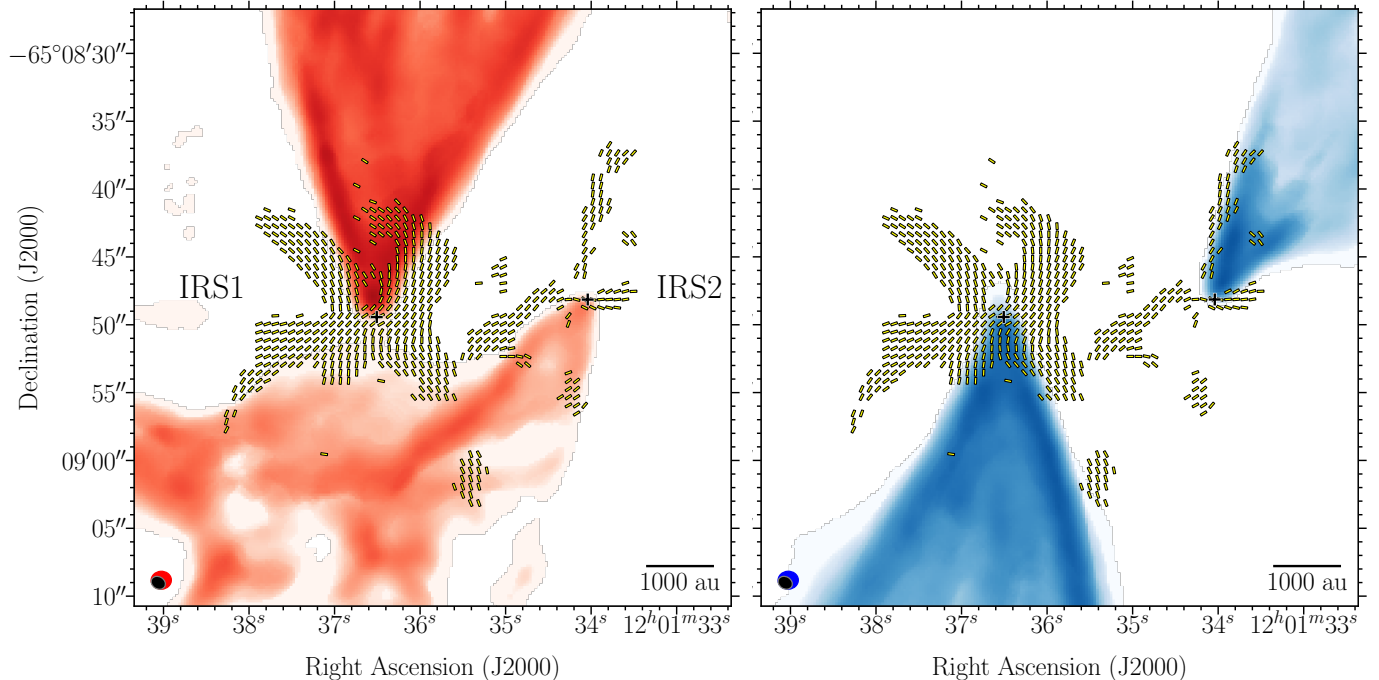 Declination (J2000)
−65°08′30″
35″
40″
45″
50″
55″
09′00″
05″
10″
IRS1
IRS2
1000 au
1000 au
39ˢ
38ˢ
37ˢ
36ˢ
35ˢ
34ˢ
12ʰ01ᵐ33ˢ
39ˢ
38ˢ
37ˢ
36ˢ
35ˢ
34ˢ
12ʰ01ᵐ33ˢ
Right Ascension (J2000)
Right Ascension (J2000)